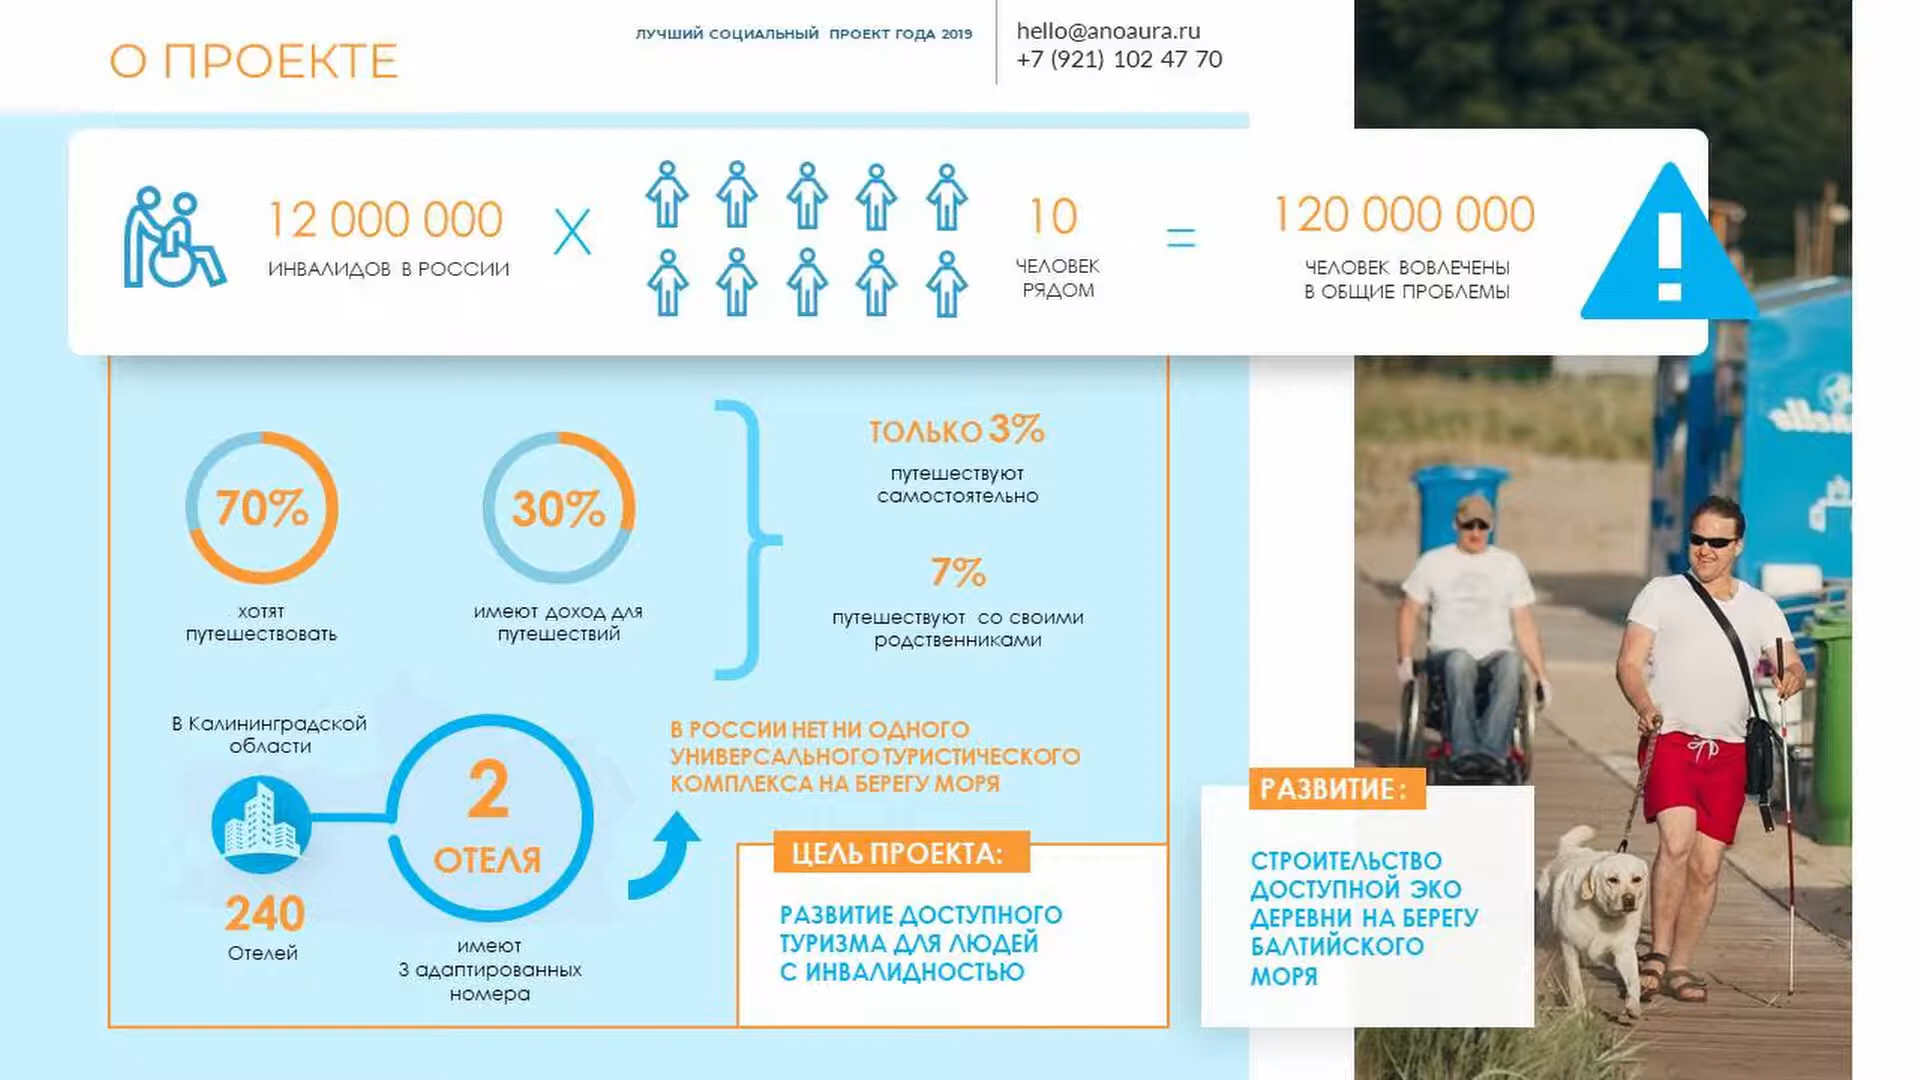 О ПРОЕКТЕ
ЛУЧШИЙ СОЦИАЛЬНЫЙ ПРОЕКТ ГОДА 2019
hello@anoaura.ru
+7 (921) 102 47 70
12 000 000
ИНВАЛИДОВ В РОССИИ
X
10
ЧЕЛОВЕК
РЯДОМ
=
120 000 000
ЧЕЛОВЕК ВОВЛЕЧЕНЫ
В ОБЩИЕ ПРОБЛЕМЫ
!
70%
хотят
путешествовать
30%
имеют доход для
путешествий
ТОЛЬКО 3%
путешествуют
самостоятельно
7%
путешествуют со своими
родственниками
В Калининградской
области
240
Отелей
2
ОТЕЛЯ
имеют
3 адаптированных
номера
В РОССИИ НЕТ НИ ОДНОГО
УНИВЕРСАЛЬНОГО ТУРИСТИЧЕСКОГО
КОМПЛЕКСА НА БЕРЕГУ МОРЯ
ЦЕЛЬ ПРОЕКТА:
РАЗВИТИЕ ДОСТУПНОГО
ТУРИЗМА ДЛЯ ЛЮДЕЙ
С ИНВАЛИДНОСТЬЮ
РАЗВИТИЕ :
СТРОИТЕЛЬСТВО
ДОСТУПНОЙ ЭКО
ДЕРЕВНИ НА БЕРЕГУ
БАЛТИЙСКОГО
МОРЯ